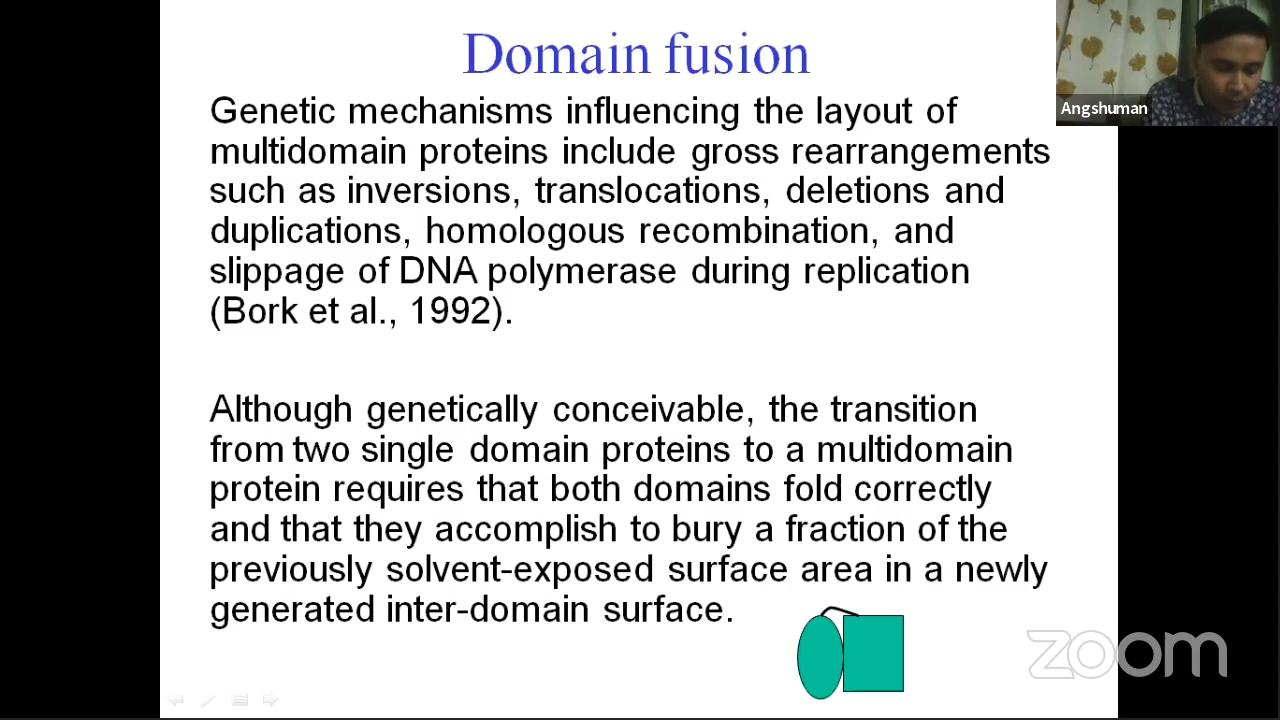 Domain fusion
Genetic mechanisms influencing the layout of
multidomain proteins include gross rearrangements
such as inversions, translocations, deletions and
duplications, homologous recombination, and
slippage of DNA polymerase during replication
(Bork et al., 1992).
Although genetically conceivable, the transition
from two single domain proteins to a multidomain
protein requires that both domains fold correctly
and that they accomplish to bury a fraction of the
previously solvent-exposed surface area in a newly
generated inter-domain surface.
Angshuman
zoom